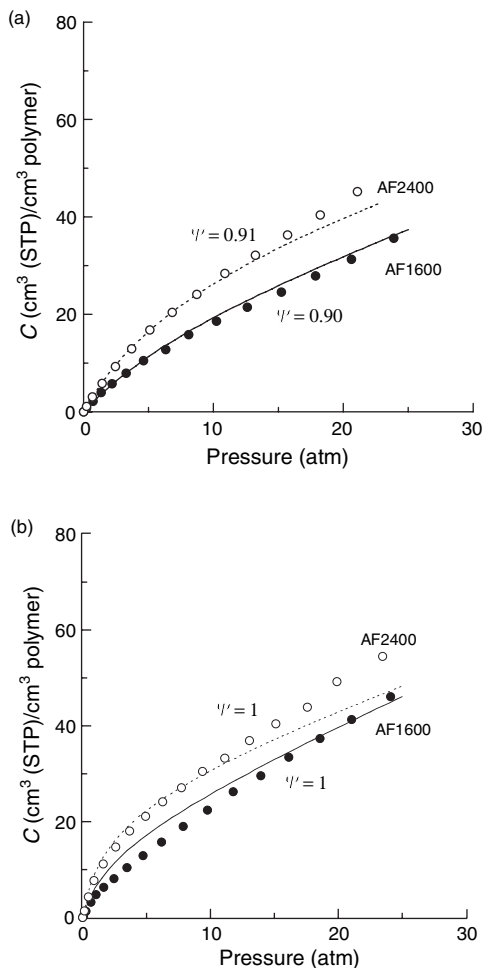 (a)
80
60
40
20
0
C (cm³ (STP)/cm³ polymer)
AF2400
'Ψ' = 0.91
AF1600
'Ψ' = 0.90
0 10 20 30
Pressure (atm)
(b)
80
60
40
20
0
C (cm³ (STP)/cm³ polymer)
AF2400
'Ψ' = 1
AF1600
'Ψ' = 1
0 10 20 30
Pressure (atm)